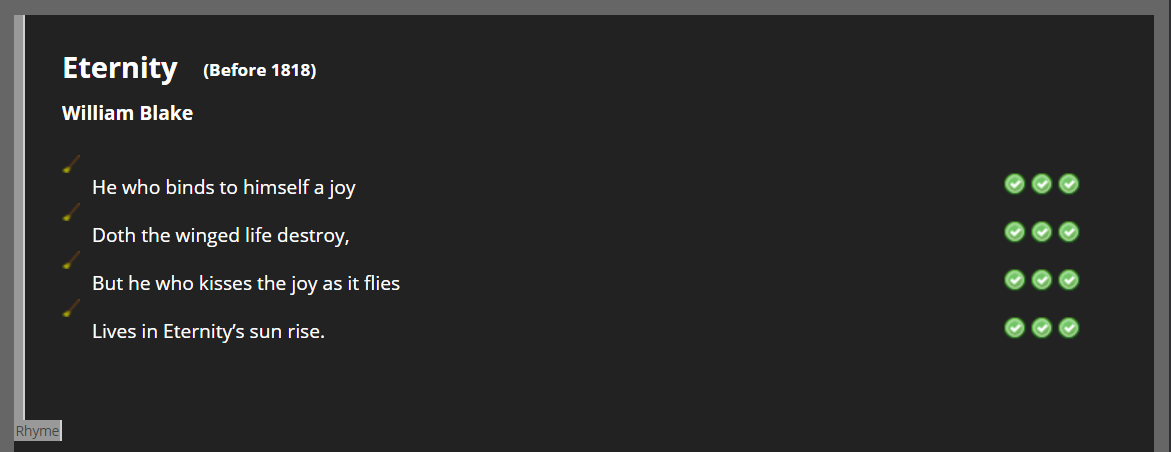 Eternity (Before 1818)
William Blake
He who binds to himself a joy
Doth the winged life destroy,
But he who kisses the joy as it flies
Lives in Eternity’s sun rise.
Rhyme